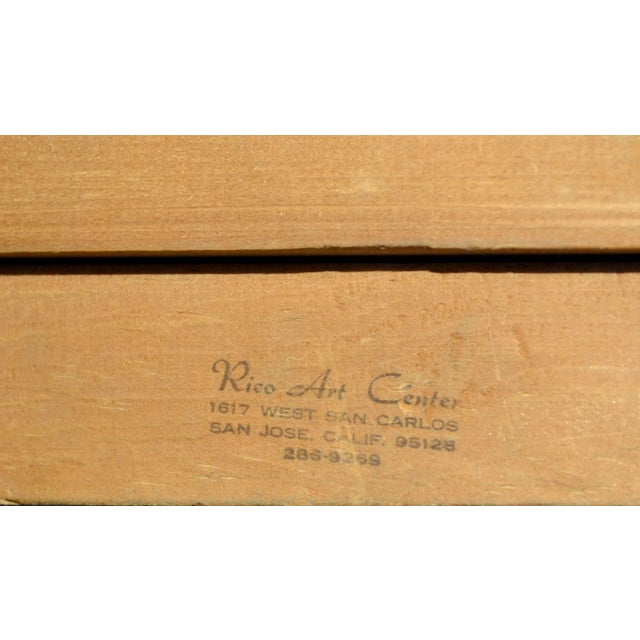 Rico Art Center
1617 WEST SAN CARLOS
SAN JOSE, CALIF. 95128
286-9269